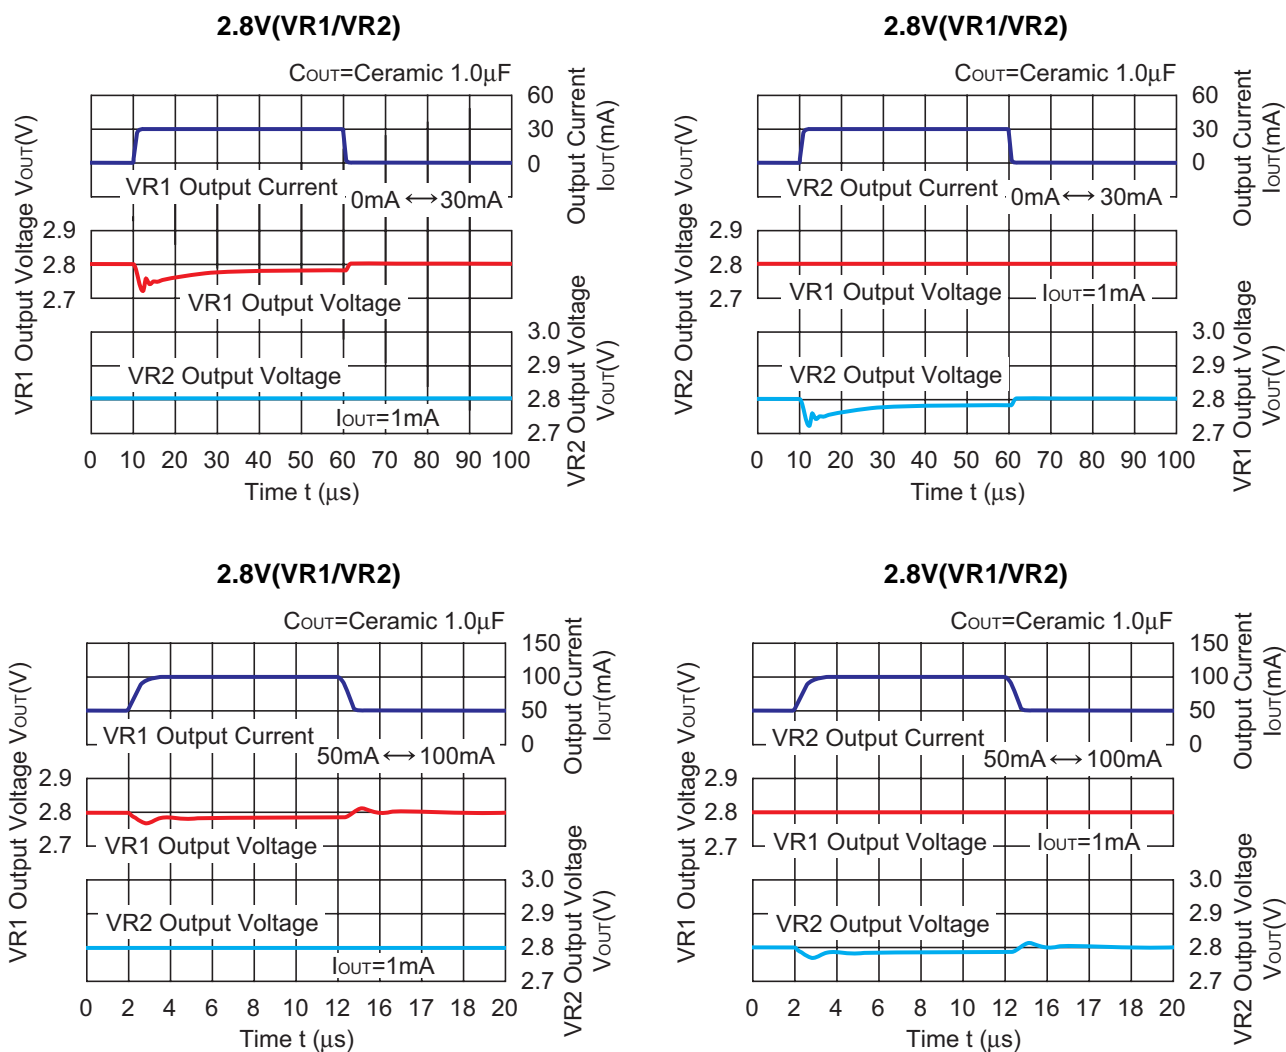 2.8V(VR1/VR2)
COUT=Ceramic 1.0μF
VR1 Output Voltage VOUT(V)
60
30
0
Output Current
IOUT(mA)
VR1 Output Current
0mA ↔ 30mA
2.9
2.8
2.7
VR1 Output Voltage
3.0
2.9
2.8
2.7
VR2 Output Voltage
VOUT(V)
VR2 Output Voltage
IOUT=1mA
0 10 20 30 40 50 60 70 80 90 100
Time t (μs)
2.8V(VR1/VR2)
COUT=Ceramic 1.0μF
VR2 Output Voltage VOUT(V)
60
30
0
Output Current
IOUT(mA)
VR2 Output Current
0mA ↔ 30mA
2.9
2.8
2.7
VR1 Output Voltage
IOUT=1mA
3.0
2.9
2.8
2.7
VR1 Output Voltage
VOUT(V)
VR2 Output Voltage
0 10 20 30 40 50 60 70 80 90 100
Time t (μs)
2.8V(VR1/VR2)
COUT=Ceramic 1.0μF
VR1 Output Voltage VOUT(V)
150
100
50
0
Output Current
IOUT(mA)
VR1 Output Current
50mA ↔ 100mA
2.9
2.8
2.7
VR1 Output Voltage
3.0
2.9
2.8
2.7
VR2 Output Voltage
VOUT(V)
VR2 Output Voltage
IOUT=1mA
0 2 4 6 8 10 12 12 16 18 20
Time t (μs)
2.8V(VR1/VR2)
COUT=Ceramic 1.0μF
VR1 Output Voltage VOUT(V)
150
100
50
0
Output Current
IOUT(mA)
VR2 Output Current
50mA ↔ 100mA
2.9
2.8
2.7
VR1 Output Voltage
IOUT=1mA
3.0
2.9
2.8
2.7
VR2 Output Voltage
VOUT(V)
VR2 Output Voltage
0 2 4 6 8 10 12 12 16 18 20
Time t (μs)